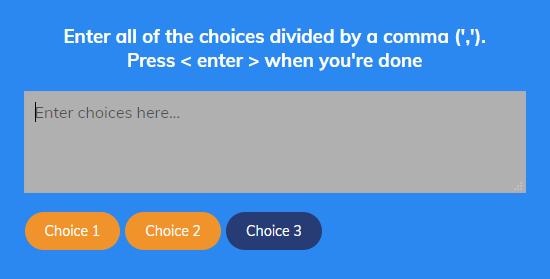 Enter all of the choices divided by a comma (',').
Press < enter > when you're done
Enter choices here...
Choice 1 Choice 2 Choice 3